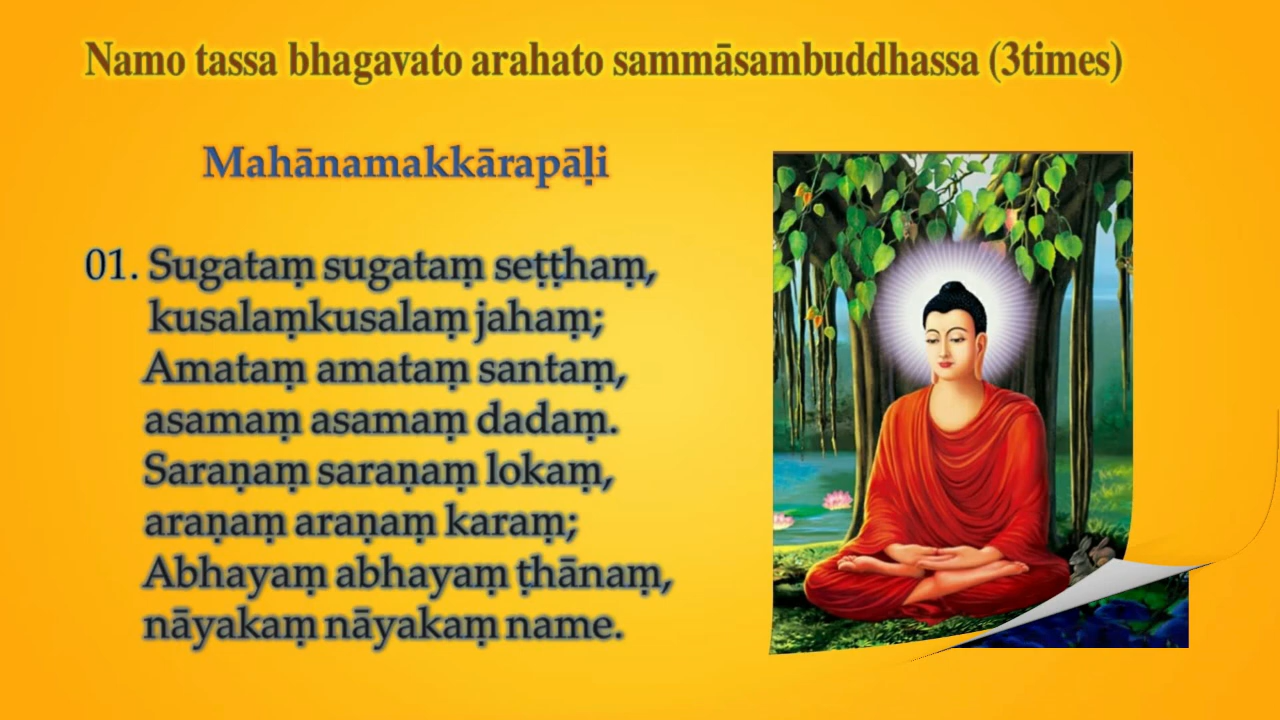 Namo tassa bhagavato arahato sammāsambuddhassa (3times)
Mahānamakkārapāḷi
01. Sugataṃ sugataṃ seṭṭhaṃ,
kusalaṃkusalaṃ jahaṃ;
Amataṃ amataṃ santaṃ,
asamaṃ asamaṃ dadaṃ.
Saraṇaṃ saraṇaṃ lokaṃ,
araṇaṃ araṇaṃ karaṃ;
Abhayaṃ abhayaṃ ṭhānaṃ,
nāyakaṃ nāyakaṃ name.